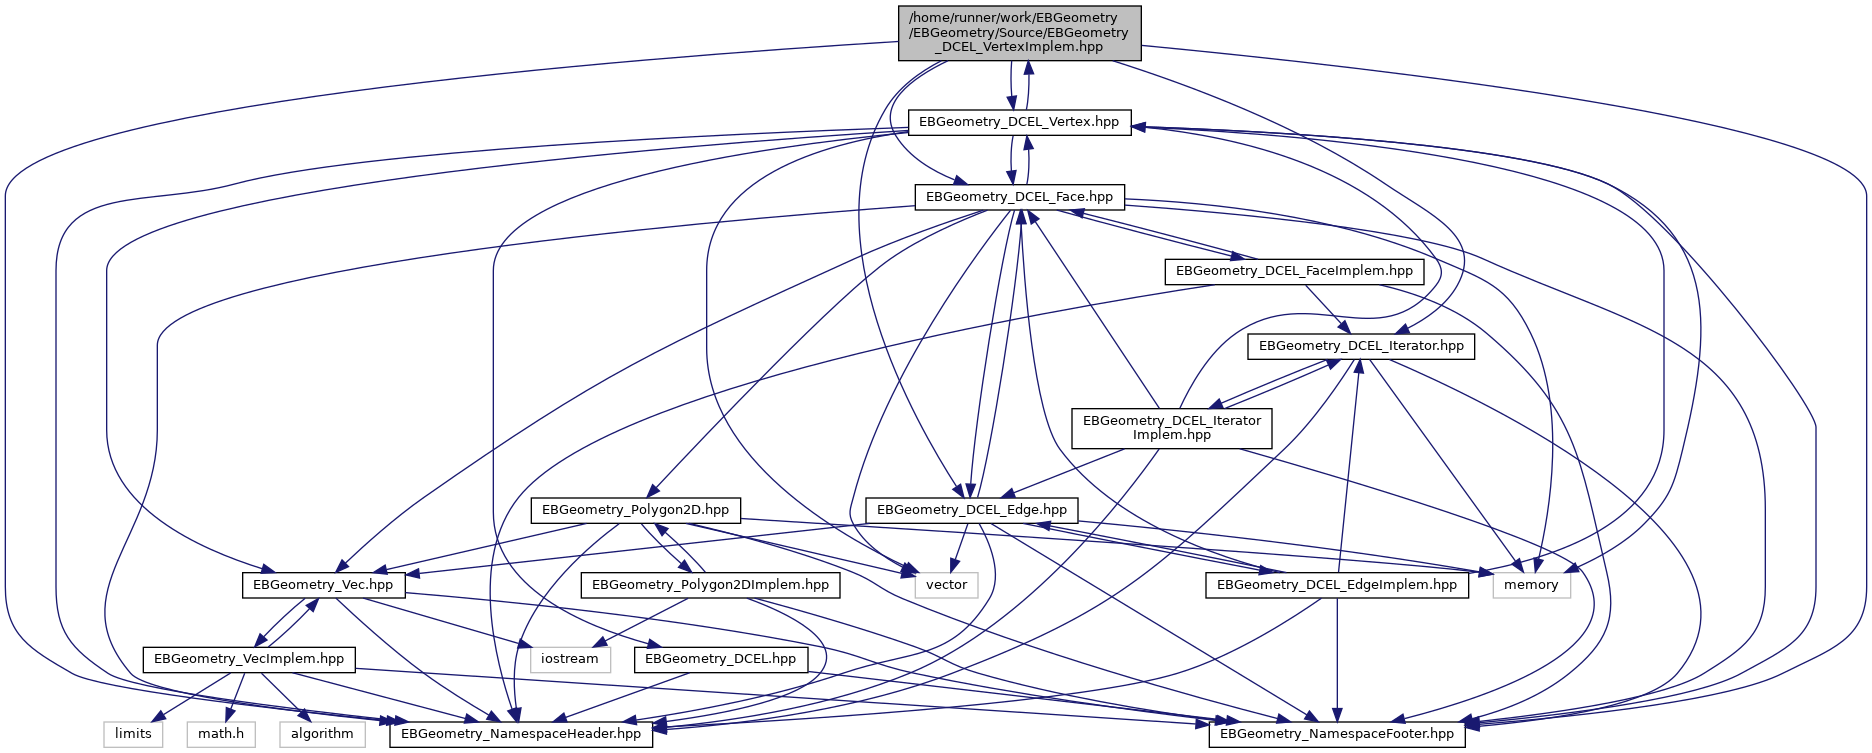 /home/runner/work/EBGeometry
/EBGeometry/Source/EBGeometry
_DCEL_VertexImplem.hpp
EBGeometry_DCEL_Vertex.hpp
EBGeometry_DCEL_Face.hpp
EBGeometry_DCEL_FaceImplem.hpp
EBGeometry_DCEL_Iterator.hpp
EBGeometry_DCEL_Iterator
Implem.hpp
EBGeometry_Polygon2D.hpp
EBGeometry_DCEL_Edge.hpp
EBGeometry_Vec.hpp
EBGeometry_Polygon2DImplem.hpp
vector
EBGeometry_DCEL_EdgeImplem.hpp
memory
EBGeometry_VecImplem.hpp
iostream
EBGeometry_DCEL.hpp
limits
math.h
algorithm
EBGeometry_NamespaceHeader.hpp
EBGeometry_NamespaceFooter.hpp